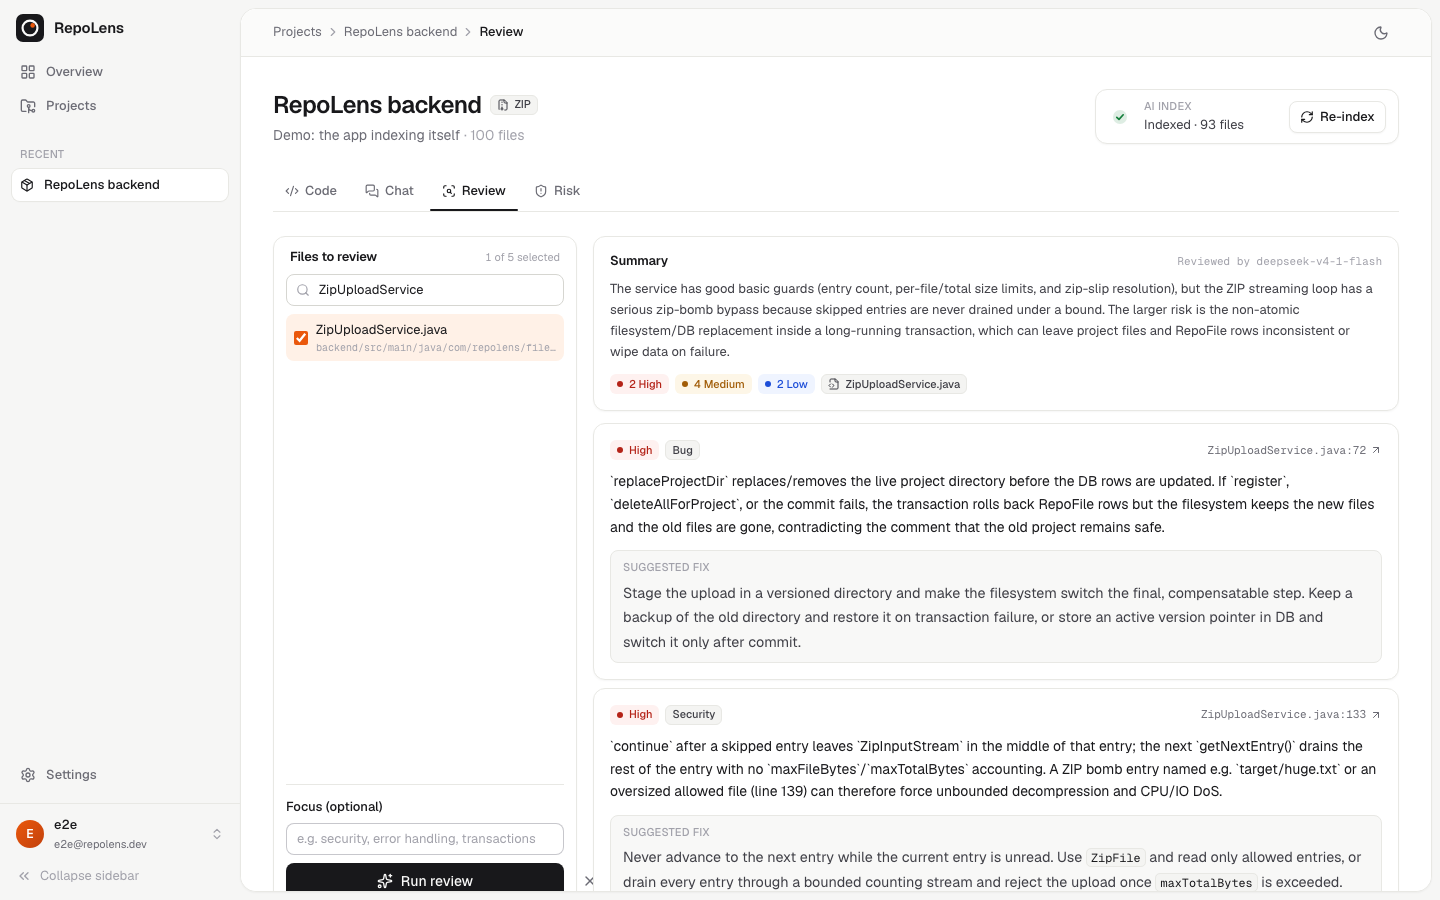 RepoLens
Overview
Projects
RECENT
RepoLens backend
Settings
E
e2e
e2e@repolens.dev
Collapse sidebar
Projects
RepoLens backend
Review
RepoLens backend
ZIP
Demo: the app indexing itself · 100 files
AI INDEX
Indexed · 93 files
Re-index
Code
Chat
Review
Risk
Files to review
1 of 5 selected
ZipUploadService
ZipUploadService.java
backend/src/main/java/com/repolens/file…
Focus (optional)
e.g. security, error handling, transactions
Run review
Summary
Reviewed by deepseek-v4-1-flash
The service has good basic guards (entry count, per-file/total size limits, and zip-slip resolution), but the ZIP streaming loop has a
serious zip-bomb bypass because skipped entries are never drained under a bound. The larger risk is the non-atomic
filesystem/DB replacement inside a long-running transaction, which can leave project files and RepoFile rows inconsistent or
wipe data on failure.
2 High
4 Medium
2 Low
ZipUploadService.java
High
Bug
ZipUploadService.java:72
`replaceProjectDir` replaces/removes the live project directory before the DB rows are updated. If `register`,
`deleteAllForProject`, or the commit fails, the transaction rolls back RepoFile rows but the filesystem keeps the new files
and the old files are gone, contradicting the comment that the old project remains safe.
SUGGESTED FIX
Stage the upload in a versioned directory and make the filesystem switch the final, compensatable step. Keep a
backup of the old directory and restore it on transaction failure, or store an active version pointer in DB and
switch it only after commit.
High
Security
ZipUploadService.java:133
`continue` after a skipped entry leaves `ZipInputStream` in the middle of that entry; the next `getNextEntry()` drains the
rest of the entry with no `maxFileBytes`/`maxTotalBytes` accounting. A ZIP bomb entry named e.g. `target/huge.txt` or an
oversized allowed file (line 139) can therefore force unbounded decompression and CPU/IO DoS.
SUGGESTED FIX
Never advance to the next entry while the current entry is unread. Use ZipFile and read only allowed entries, or
drain every entry through a bounded counting stream and reject the upload once maxTotalBytes is exceeded.